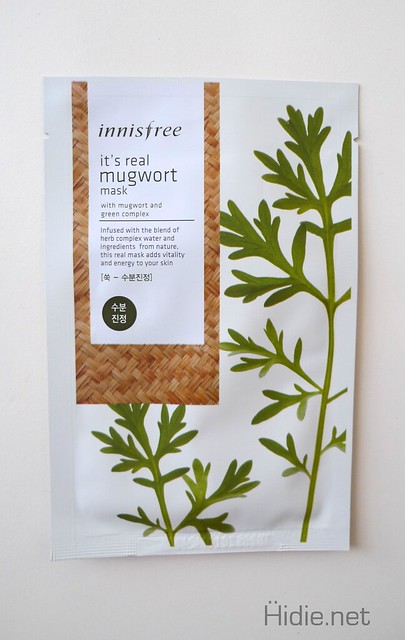 innisfree
it's real
mugwort
mask
with mugwort and
green complex
Infused with the blend of
herb complex water and
ingredients from nature,
this real mask adds vitality
and energy to your skin
[쑥 - 수분진정]
수분
진정
Hidie.net